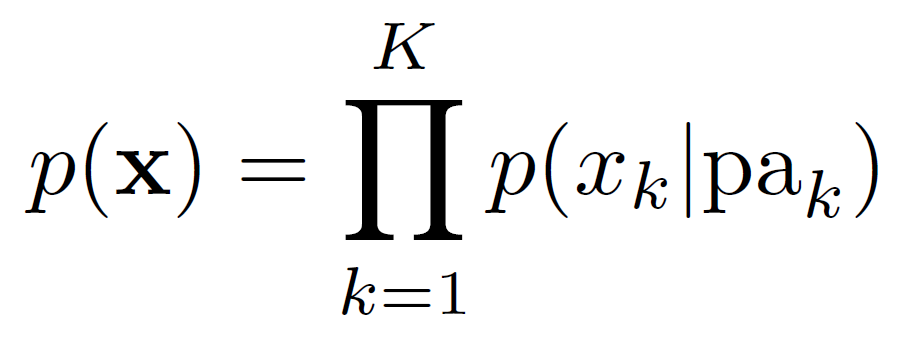 p(𝐱) = ∏_{k=1}^{K} p(x_k|pa_k)